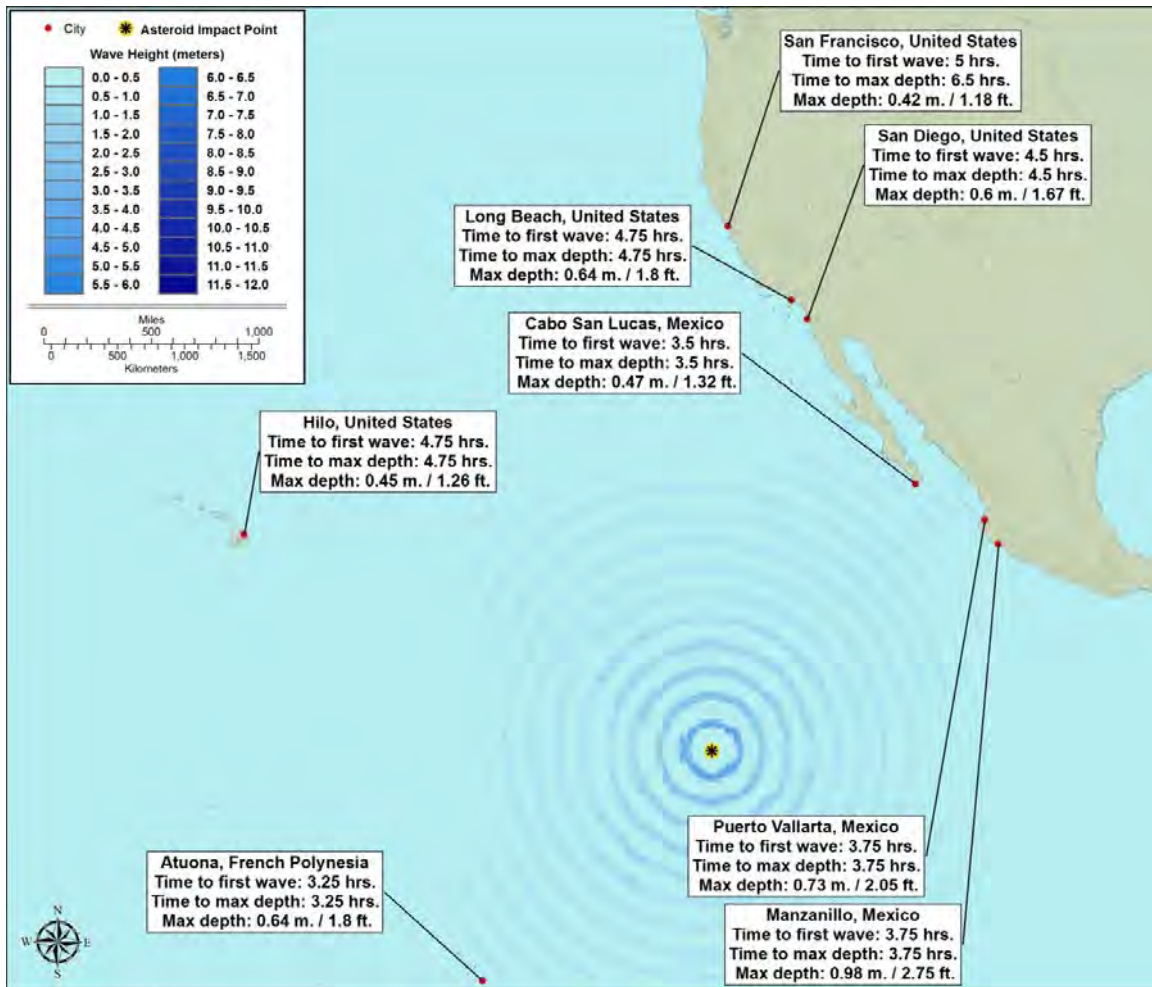 City
Asteroid Impact Point
Wave Height (meters)
0.0 - 0.5
0.5 - 1.0
1.0 - 1.5
1.5 - 2.0
2.0 - 2.5
2.5 - 3.0
3.0 - 3.5
3.5 - 4.0
4.0 - 4.5
4.5 - 5.0
5.0 - 5.5
5.5 - 6.0
6.0 - 6.5
6.5 - 7.0
7.0 - 7.5
7.5 - 8.0
8.0 - 8.5
8.5 - 9.0
9.0 - 9.5
9.5 - 10.0
10.0 - 10.5
10.5 - 11.0
11.0 - 11.5
11.5 - 12.0
Miles
0 500 1,000
0 500 1,000 1,500
Kilometers
San Francisco, United States
Time to first wave: 5 hrs.
Time to max depth: 6.5 hrs.
Max depth: 0.42 m. / 1.18 ft.
San Diego, United States
Time to first wave: 4.5 hrs.
Time to max depth: 4.5 hrs.
Max depth: 0.6 m. / 1.67 ft.
Long Beach, United States
Time to first wave: 4.75 hrs.
Time to max depth: 4.75 hrs.
Max depth: 0.64 m. / 1.8 ft.
Cabo San Lucas, Mexico
Time to first wave: 3.5 hrs.
Time to max depth: 3.5 hrs.
Max depth: 0.47 m. / 1.32 ft.
Hilo, United States
Time to first wave: 4.75 hrs.
Time to max depth: 4.75 hrs.
Max depth: 0.45 m. / 1.26 ft.
Puerto Vallarta, Mexico
Time to first wave: 3.75 hrs.
Time to max depth: 3.75 hrs.
Max depth: 0.73 m. / 2.05 ft.
Atuona, French Polynesia
Time to first wave: 3.25 hrs.
Time to max depth: 3.25 hrs.
Max depth: 0.64 m. / 1.8 ft.
Manzanillo, Mexico
Time to first wave: 3.75 hrs.
Time to max depth: 3.75 hrs.
Max depth: 0.98 m. / 2.75 ft.
N
W E
S